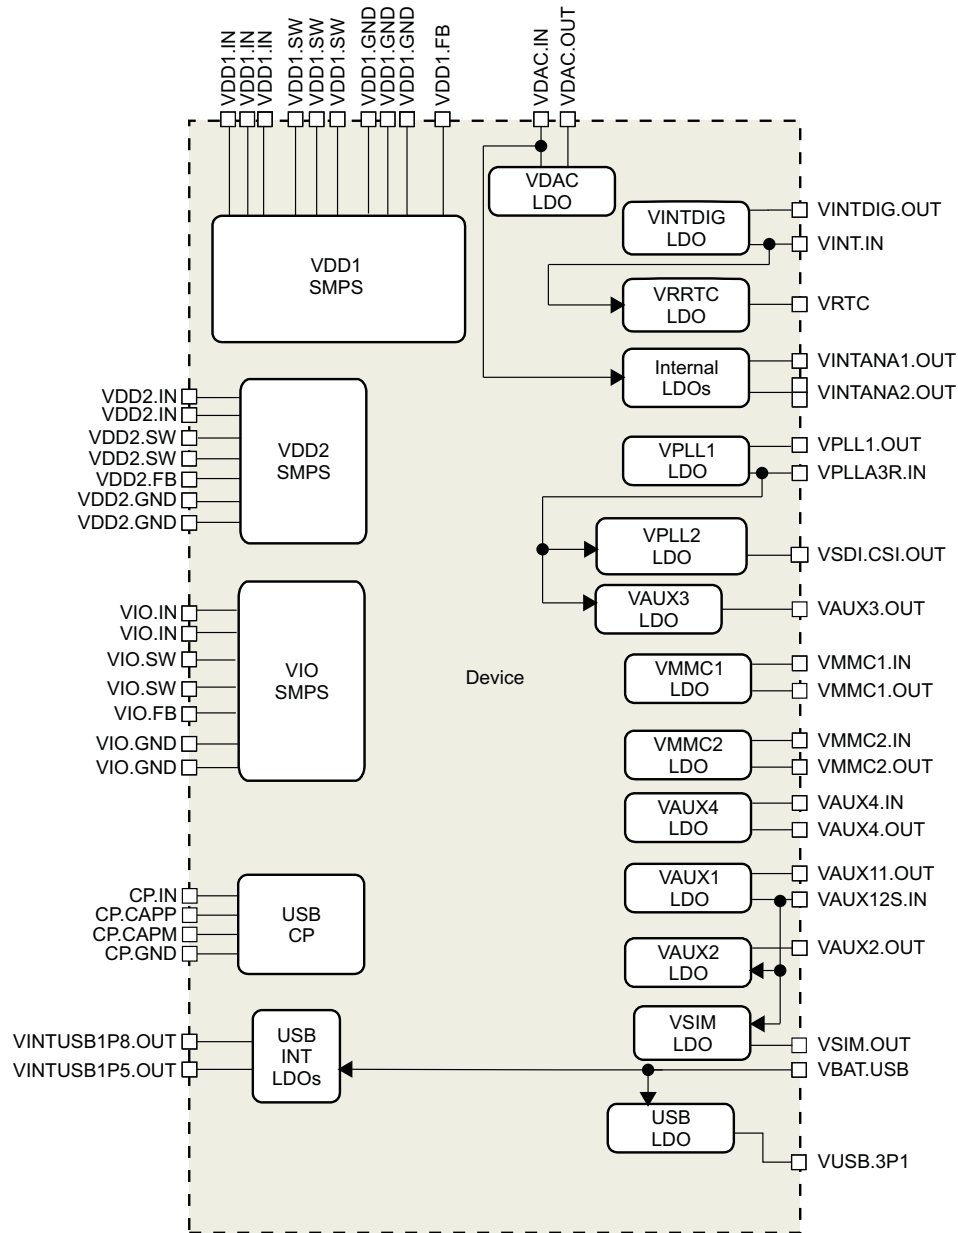 VDD1.IN
VDD1.IN
VDD1.IN
VDD1.SW
VDD1.SW
VDD1.SW
VDD1.GND
VDD1.GND
VDD1.GND
VDD1.FB
VDAC.IN
VDAC.OUT
VDAC
LDO
VINTDIG
LDO
VINTDIG.OUT
VINT.IN
VDD1
SMPS
VRRTC
LDO
VRTC
Internal
LDOs
VINTANA1.OUT
VINTANA2.OUT
VDD2.IN
VDD2.IN
VDD2.SW
VDD2.SW
VDD2.FB
VDD2.GND
VDD2.GND
VDD2
SMPS
VPLL1
LDO
VPLL1.OUT
VPLLA3R.IN
VPLL2
LDO
VSDI.CSI.OUT
VAUX3
LDO
VAUX3.OUT
VIO.IN
VIO.IN
VIO.SW
VIO.SW
VIO.FB
VIO.GND
VIO.GND
VIO
SMPS
Device
VMMC1
LDO
VMMC1.IN
VMMC1.OUT
VMMC2
LDO
VMMC2.IN
VMMC2.OUT
VAUX4
LDO
VAUX4.IN
VAUX4.OUT
VAUX1
LDO
VAUX11.OUT
VAUX12S.IN
CP.IN
CP.CAPP
CP.CAPM
CP.GND
USB
CP
VAUX2
LDO
VAUX2.OUT
VSIM
LDO
VSIM.OUT
VINTUSB1P8.OUT
VINTUSB1P5.OUT
USB
INT
LDOs
VBAT.USB
USB
LDO
VUSB.3P1